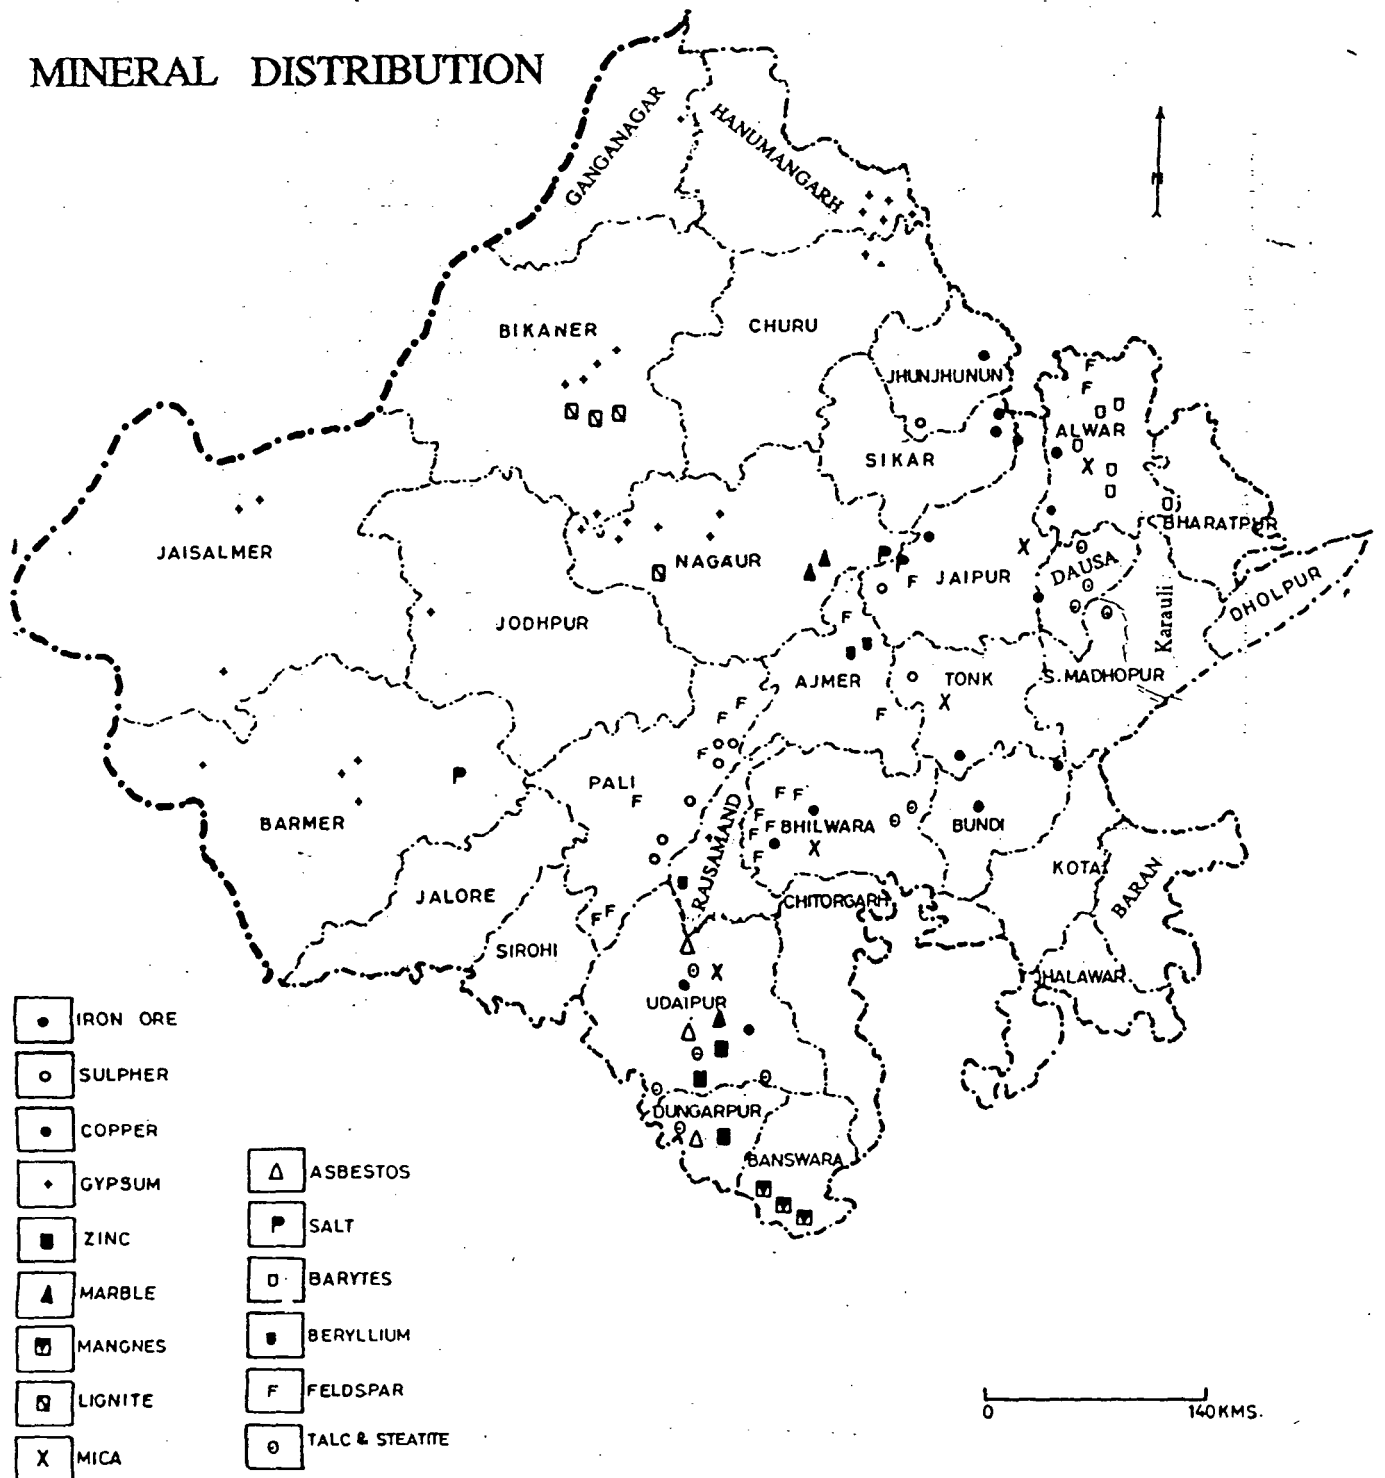 MINERAL DISTRIBUTION
GANGANAGAR
HANUMANGARH
N
BIKANER
CHURU
JHUNJHUNUN
ALWAR
SIKAR
BHARATPUR
JAISALMER
NAGAUR
JAIPUR
DAUSA
DHOLPUR
JODHPUR
Karauli
AJMER
TONK
S.MADHOPUR
PALI
BARMER
RAJSAMAND
BHILWARA
BUNDI
KOTA
BARAN
JALORE
CHITORGARH
SIROHI
JHALAWAR
UDAIPUR
DUNGARPUR
BANSWARA
IRON ORE
SULPHER
COPPER
GYPSUM
ZINC
MARBLE
MANGNES
LIGNITE
X MICA
ASBESTOS
P SALT
BARYTES
BERYLLIUM
F FELDSPAR
TALC & STEATITE
0 140KMS.